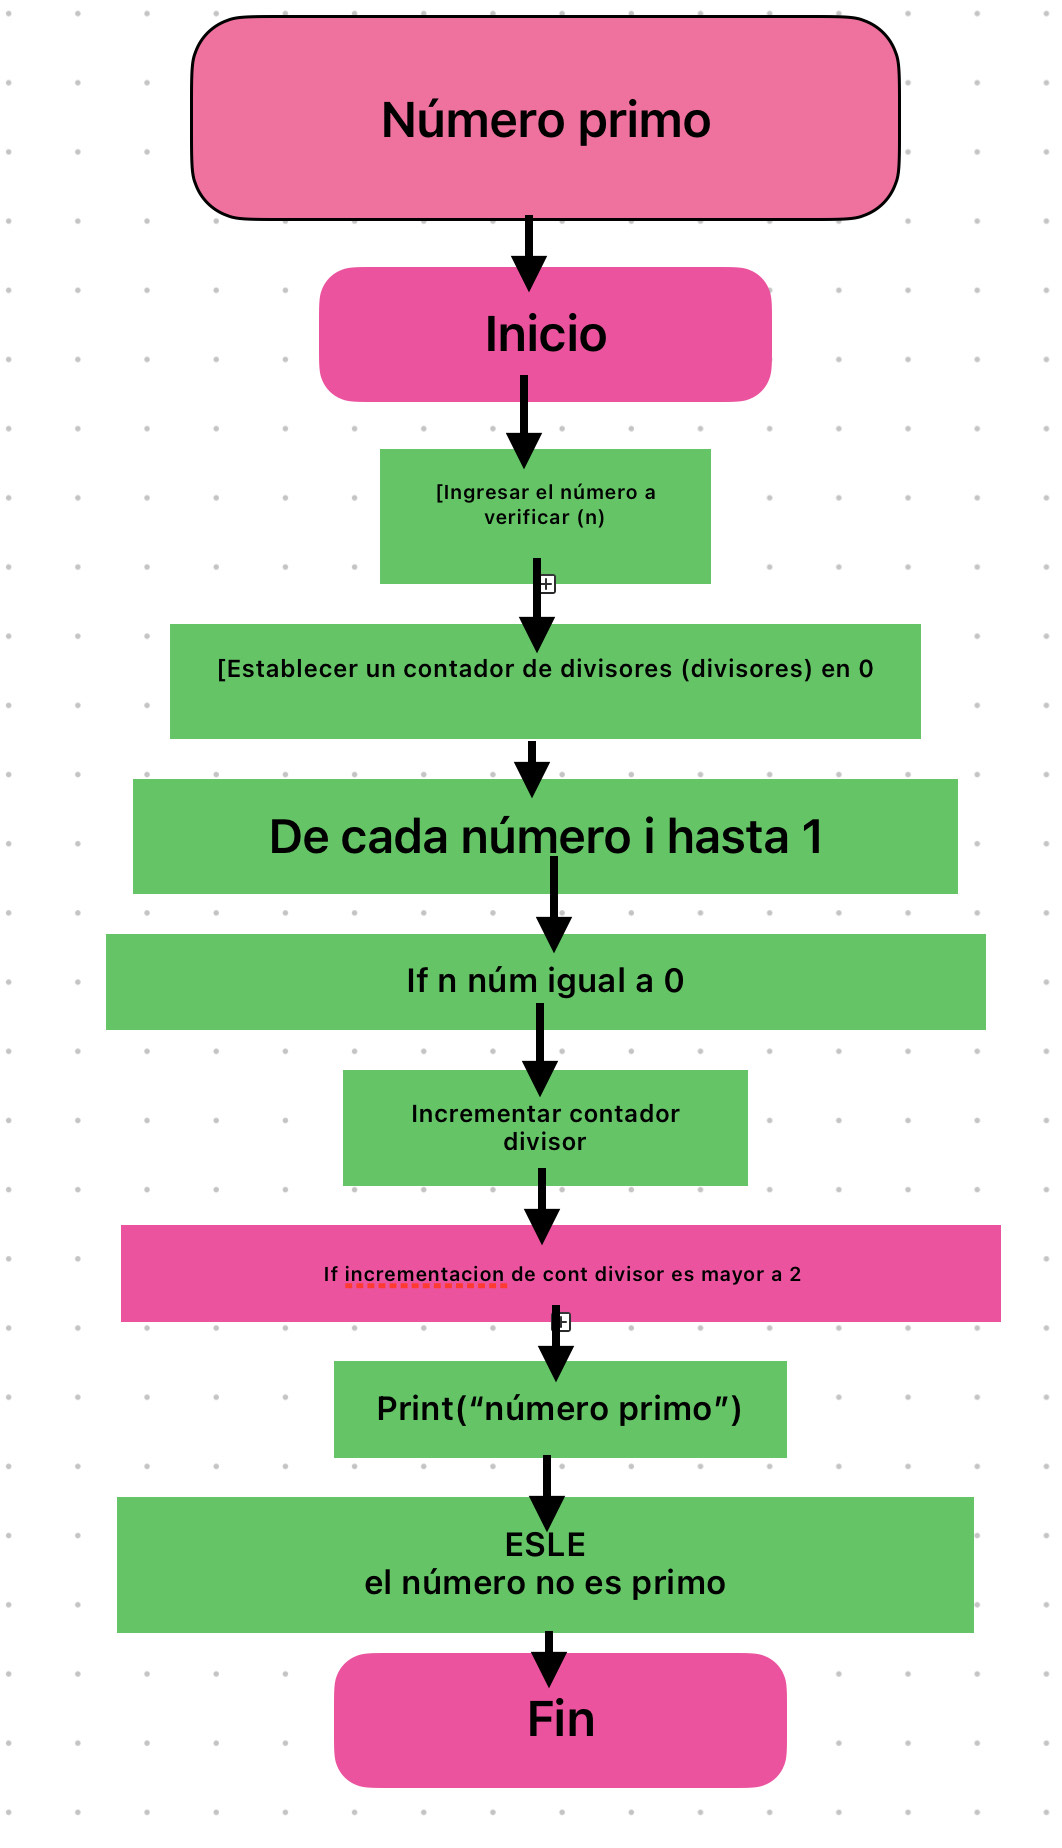 Número primo
Inicio
[Ingresar el número a
verificar (n)
[Establecer un contador de divisores (divisores) en 0
De cada número i hasta 1
If n núm igual a 0
Incrementar contador
divisor
If incrementacion de cont divisor es mayor a 2
Print(“número primo”)
ESLE
el número no es primo
Fin